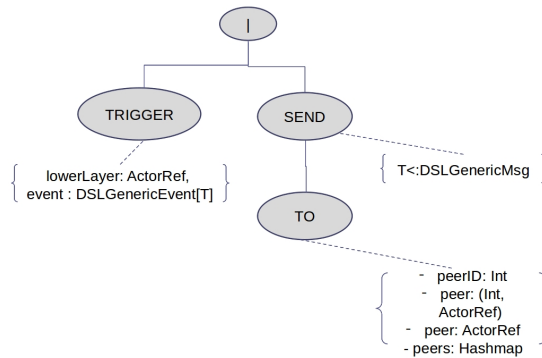 |
TRIGGER
SEND
lowerLayer: ActorRef,
event : DSLGenericEvent[T]
T<:DSLGenericMsg
TO
- peerID: Int
- peer: (Int,
ActorRef)
- peer: ActorRef
- peers: Hashmap